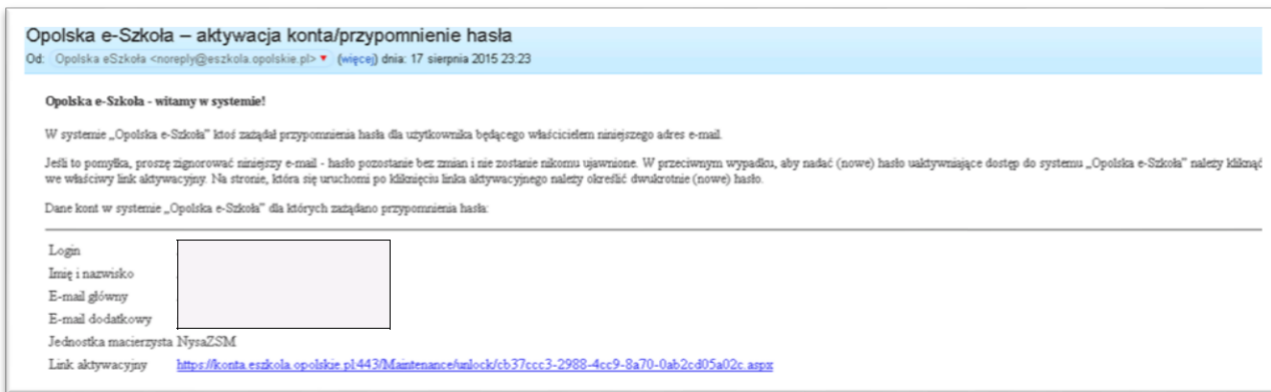 Opolska e-Szkoła – aktywacja konta/przypomnienie hasła
Od: Opolska eSzkoła <noreply@eszkola.opolskie.pl> (więcej) dnia: 17 sierpnia 2015 23:23
Opolska e-Szkoła - witamy w systemie!
W systemie „Opolska e-Szkoła” ktoś zażądał przypomnienia hasła dla użytkownika będącego właścicielem niniejszego adres e-mail.
Jeśli to pomyłka, proszę zignorować niniejszy e-mail - hasło pozostanie bez zmian i nie zostanie nikomu ujawnione. W przeciwnym wypadku, aby nadać (nowe) hasło uaktywniające dostęp do systemu „Opolska e-Szkoła” należy kliknąć
we właściwy link aktywacyjny. Na stronie, która się uruchomi po kliknięciu linka aktywacyjnego należy określić dwukrotnie (nowe) hasło.
Dane kont w systemie „Opolska e-Szkoła” dla których zażądano przypomnienia hasła:
Login
Imię i nazwisko
E-mail główny
E-mail dodatkowy
Jednostka macierzysta NysaZSM
Link aktywacyjny https://konta.eszkola.opolskie.pl:443/Maintenance/unlock/cb37ccc3-2988-4cc9-8a70-0ab2cd05a02c.aspx